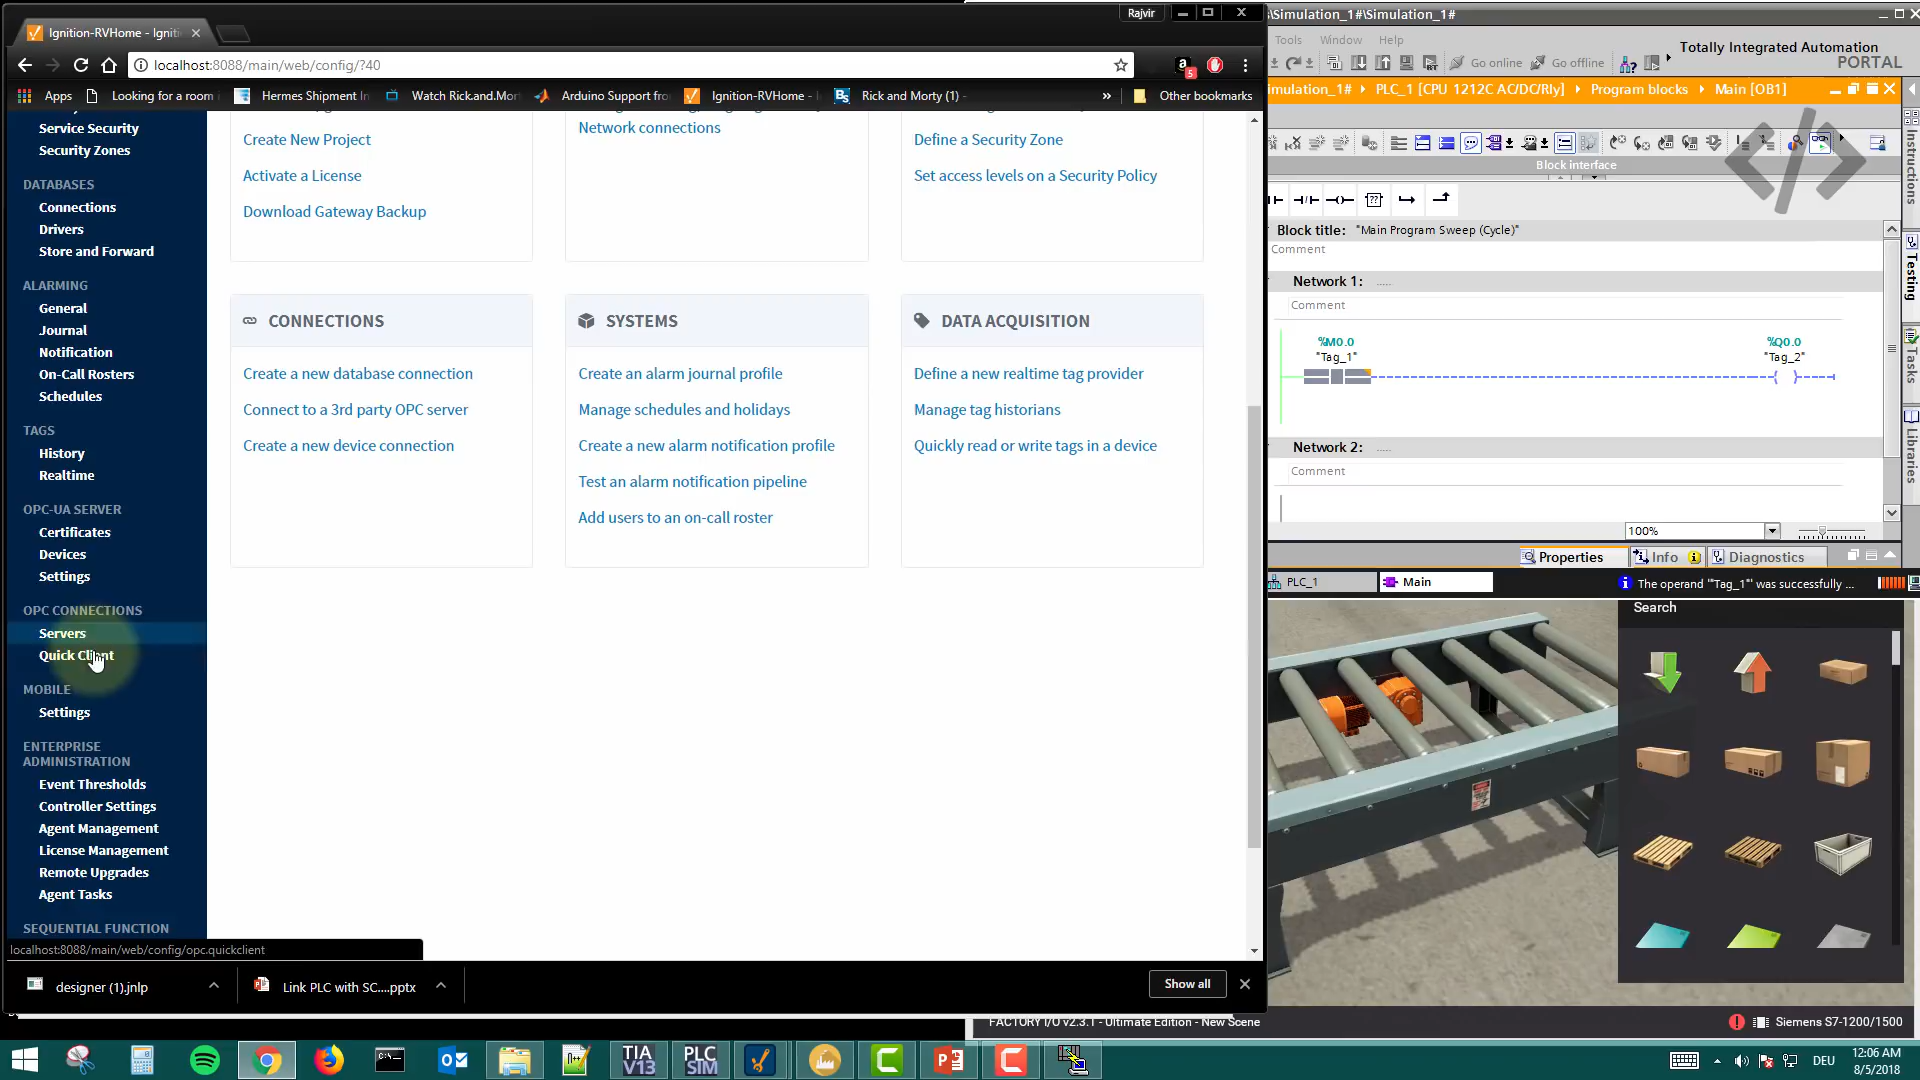 Ignition-RVHome - Igniti
Rajvir
localhost:8088/main/web/config/?40
5
Apps
Looking for a room
Hermes Shipment In
Watch Rick.and.Mort
Arduino Support fro
Ignition-RVHome - I
Rick and Morty (1) -
»
Other bookmarks
Service Security
Security Zones
DATABASES
Connections
Drivers
Store and Forward
ALARMING
General
Journal
Notification
On-Call Rosters
Schedules
TAGS
History
Realtime
OPC-UA SERVER
Certificates
Devices
Settings
OPC CONNECTIONS
Servers
Quick Client
MOBILE
Settings
ENTERPRISE
ADMINISTRATION
Event Thresholds
Controller Settings
Agent Management
License Management
Remote Upgrades
Agent Tasks
SEQUENTIAL FUNCTION
localhost:8088/main/web/config/opc.quickclient
Create New Project
Activate a License
Download Gateway Backup
Network connections
Define a Security Zone
Set access levels on a Security Policy
CONNECTIONS
Create a new database connection
Connect to a 3rd party OPC server
Create a new device connection
SYSTEMS
Create an alarm journal profile
Manage schedules and holidays
Create a new alarm notification profile
Test an alarm notification pipeline
Add users to an on-call roster
DATA ACQUISITION
Define a new realtime tag provider
Manage tag historians
Quickly read or write tags in a device
designer (1).jnlp
Link PLC with SC....pptx
Show all
s\Simulation_1#\Simulation_1#
Tools Window Help
Totally Integrated Automation
PORTAL
Go online
Go offline
imulation_1# ▸ PLC_1 [CPU 1212C AC/DC/Rly] ▸ Program blocks ▸ Main [OB1]
Block interface
Block title: "Main Program Sweep (Cycle)"
Comment
Network 1: .....
Comment
%M0.0
"Tag_1"
%Q0.0
"Tag_2"
Network 2: .....
Comment
100%
Properties
Info
Diagnostics
PLC_1
Main
The operand '"Tag_1"' was successfully ...
Instructions
Testing
Tasks
Libraries
Search
FACTORY I/O v2.3.1 - Ultimate Edition - New Scene
Siemens S7-1200/1500
TIA
V13
PLC
SIM
DEU
12:06 AM
8/5/2018